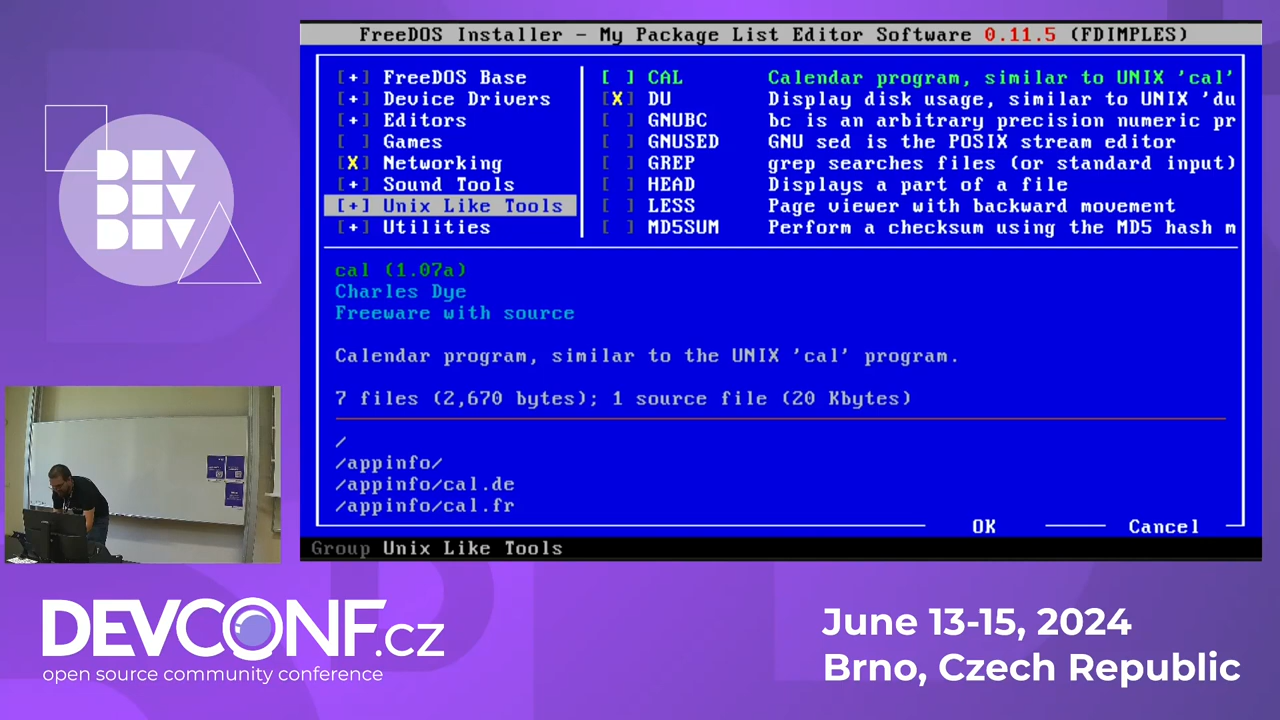 FreeDOS Installer - My Package List Editor Software 0.11.5 (FDIMPLES)
[+] FreeDOS Base
[+] Device Drivers
[+] Editors
[ ] Games
[X] Networking
[+] Sound Tools
[+] Unix Like Tools
[+] Utilities
[ ] CAL Calendar program, similar to UNIX 'cal'
[X] DU Display disk usage, similar to UNIX 'du
[ ] GNUBC bc is an arbitrary precision numeric pr
[ ] GNUSED GNU sed is the POSIX stream editor
[ ] GREP grep searches files (or standard input)
[ ] HEAD Displays a part of a file
[ ] LESS Page viewer with backward movement
[ ] MD5SUM Perform a checksum using the MD5 hash m
cal (1.07a)
Charles Dye
Freeware with source
Calendar program, similar to the UNIX 'cal' program.
7 files (2,670 bytes); 1 source file (20 Kbytes)
/
/appinfo/
/appinfo/cal.de
/appinfo/cal.fr
OK Cancel
Group Unix Like Tools
DEV
DEV
DEV
DEVCONF.cz
open source community conference
June 13-15, 2024
Brno, Czech Republic